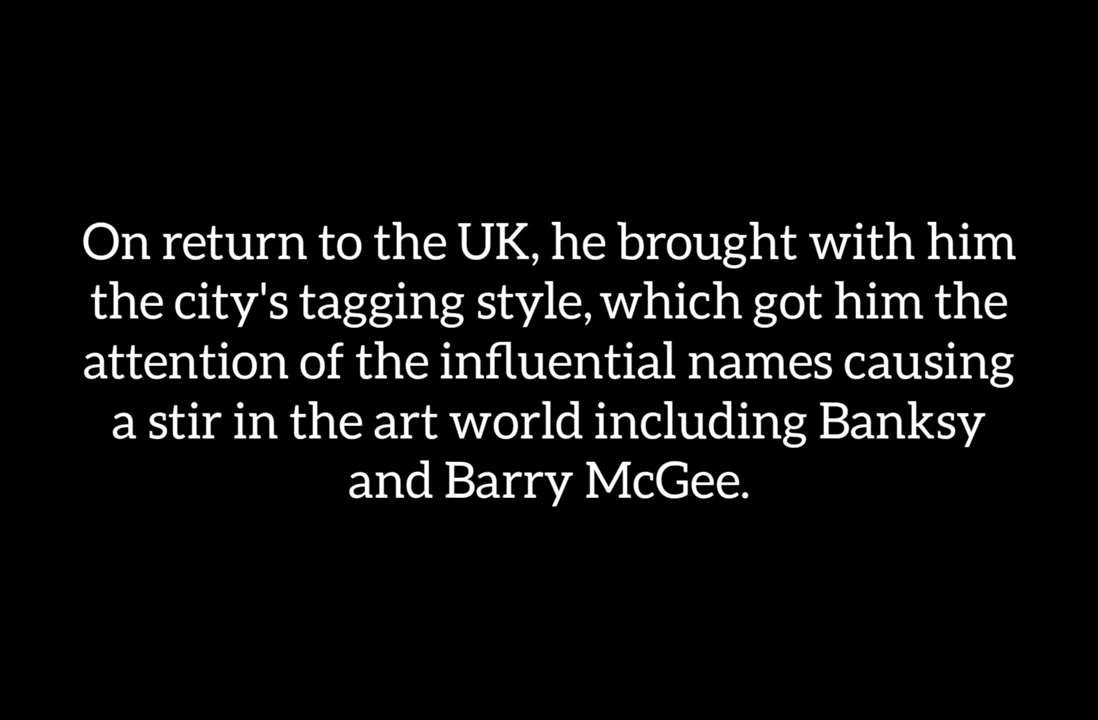 On return to the UK, he brought with him
the city's tagging style, which got him the
attention of the influential names causing
a stir in the art world including Banksy
and Barry McGee.